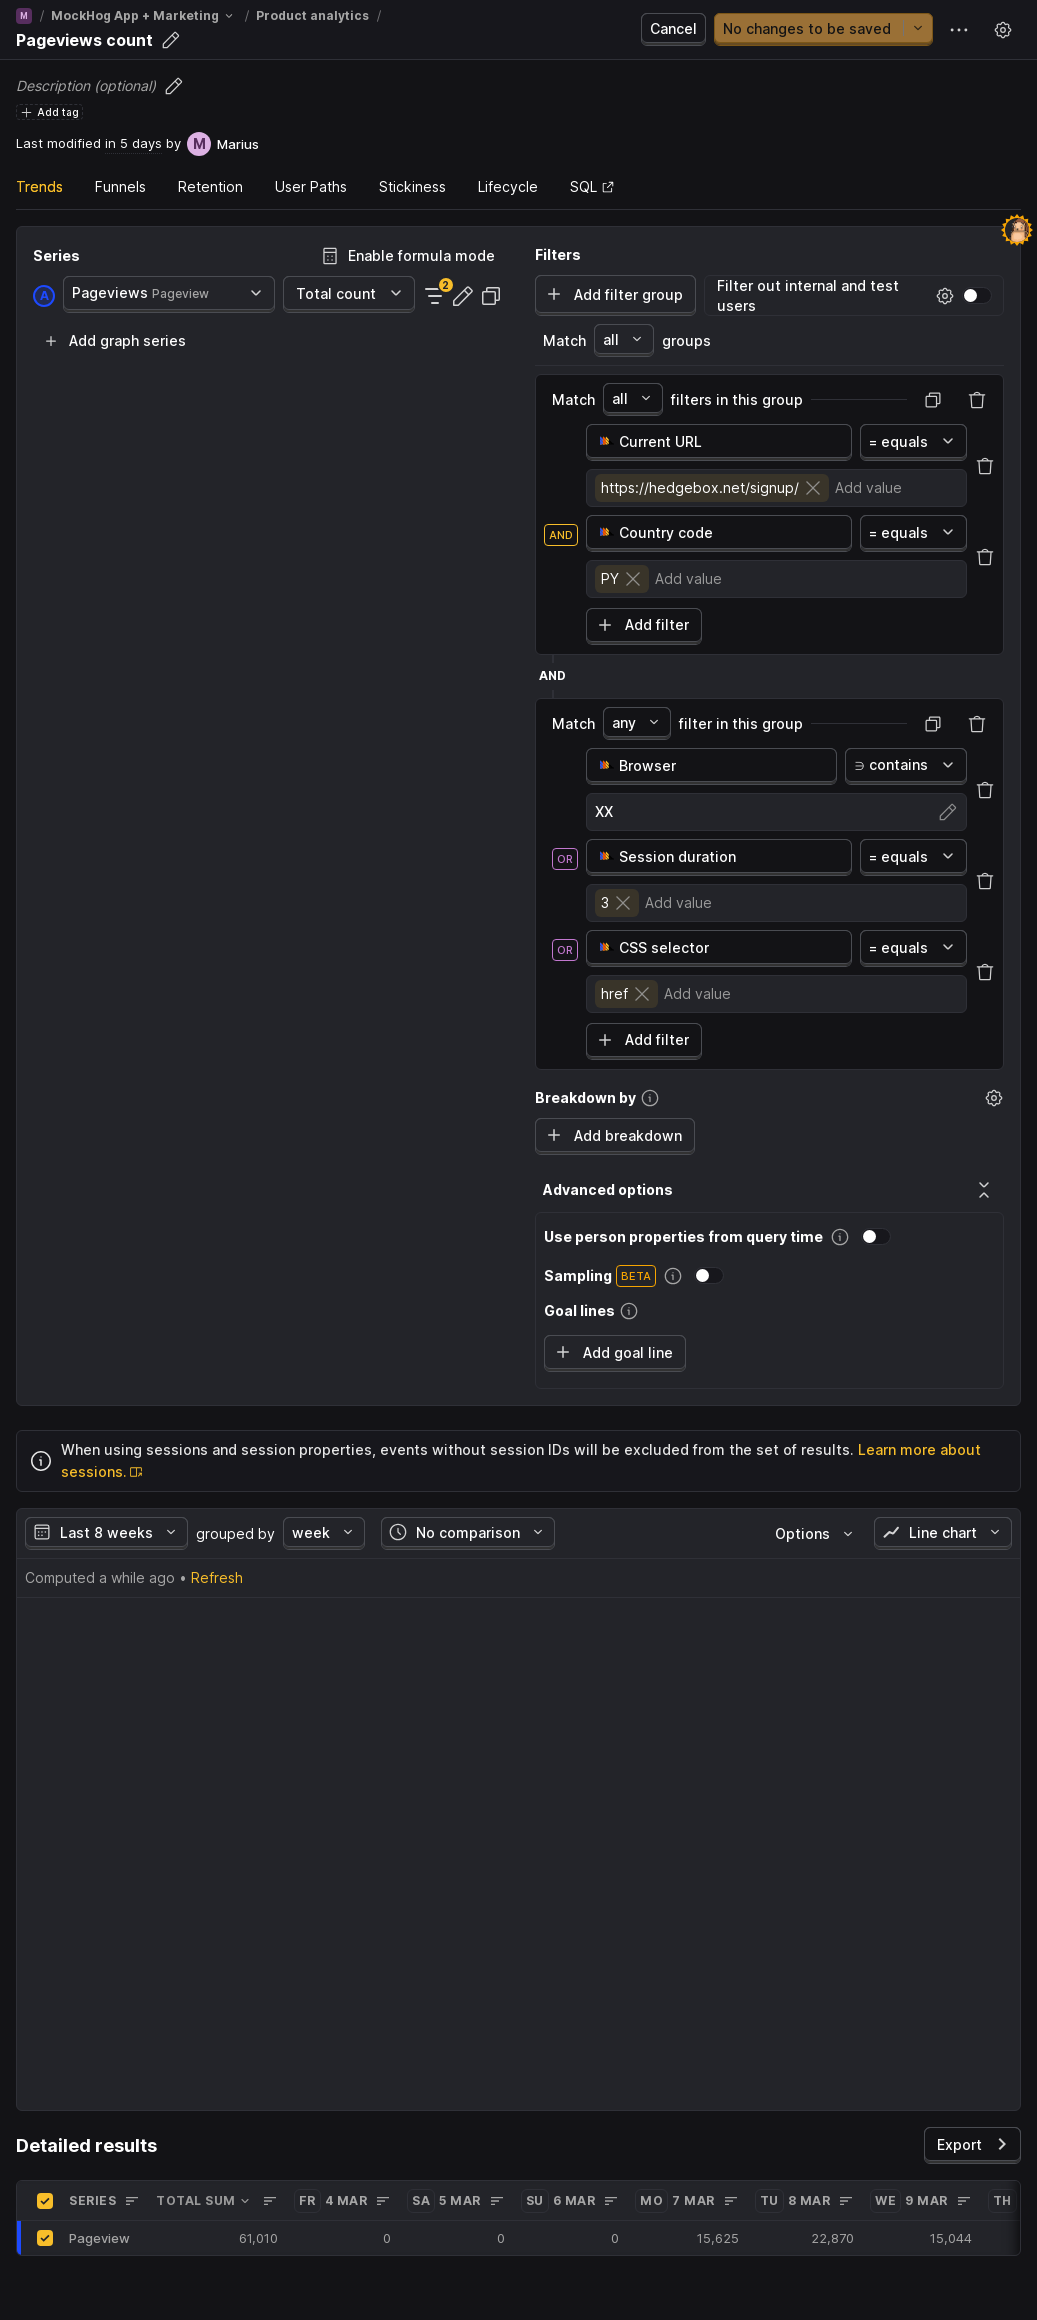 M / MockHog App + Marketing / Product analytics /
Pageviews count
Cancel
No changes to be saved
Description (optional)
Add tag
Last modified in 5 days by M Marius
Trends Funnels Retention User Paths Stickiness Lifecycle SQL
Series
Enable formula mode
A Pageviews Pageview
Total count
2
Add graph series
Filters
Add filter group
Filter out internal and test
users
Match all groups
Match all filters in this group
Current URL
= equals
https://hedgebox.net/signup/ Add value
AND
Country code
= equals
PY Add value
Add filter
AND
Match any filter in this group
Browser
∋ contains
XX
OR
Session duration
= equals
3 Add value
OR
CSS selector
= equals
href Add value
Add filter
Breakdown by
Add breakdown
Advanced options
Use person properties from query time
Sampling BETA
Goal lines
Add goal line
When using sessions and session properties, events without session IDs will be excluded from the set of results. Learn more about
sessions.
Last 8 weeks grouped by week No comparison Options Line chart
Computed a while ago • Refresh
Detailed results
Export
SERIES TOTAL SUM FR 4 MAR SA 5 MAR SU 6 MAR MO 7 MAR TU 8 MAR WE 9 MAR TH
Pageview 61,010 0 0 0 15,625 22,870 15,044